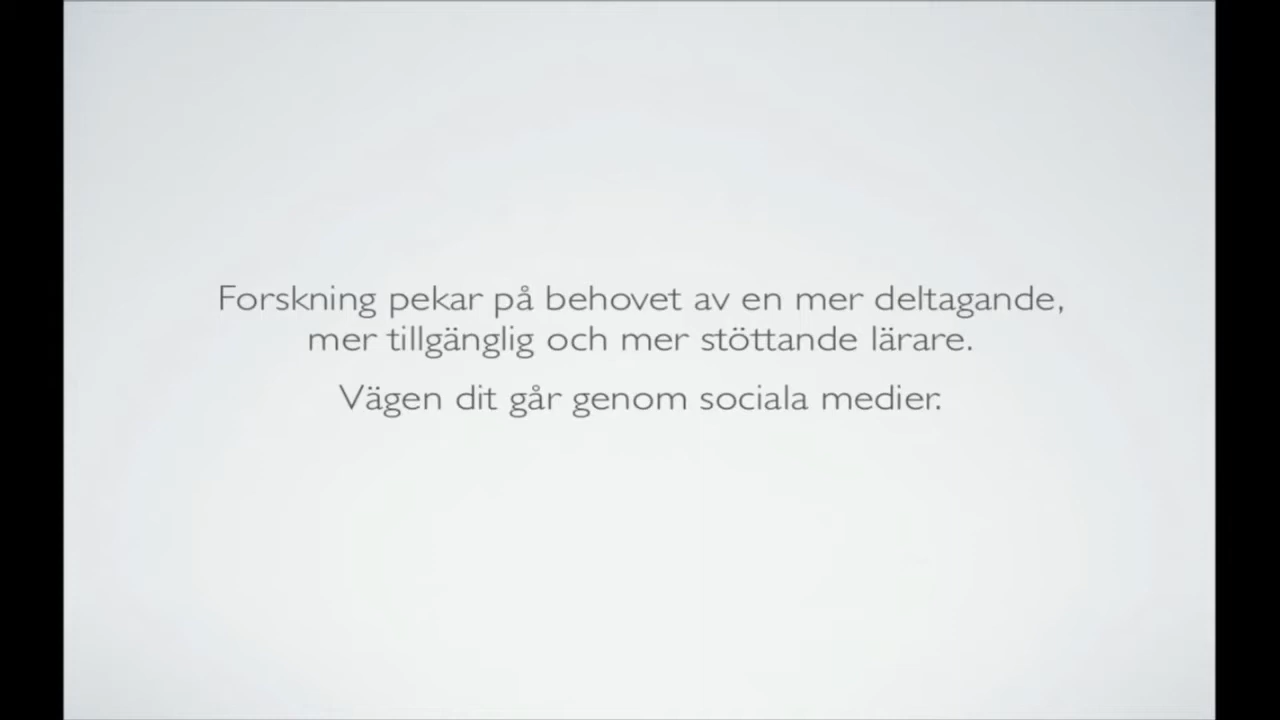 Forskning pekar på behovet av en mer deltagande,
mer tillgänglig och mer stöttande lärare.
Vägen dit går genom sociala medier.